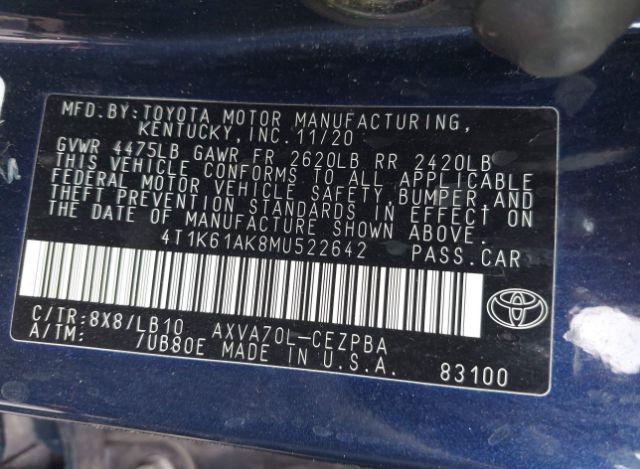 MFD.BY:TOYOTA MOTOR MANUFACTURING,
KENTUCKY,INC.11/20
GVWR 4475LB GAWR FR 2620LB RR 2420LB
THIS VEHICLE CONFORMS TO ALL APPLICABLE
FEDERAL MOTOR VEHICLE SAFETY,BUMPER,AND
THEFT PREVENTION STANDARDS IN EFFECT ON
THE DATE OF MANUFACTURE SHOWN ABOVE.
4T1K61AK8MU522642 PASS.CAR
C/TR:8X8/LB10 AXVA70L-CEZPBA
A/TM: /UB80E MADE IN U.S.A. 83100